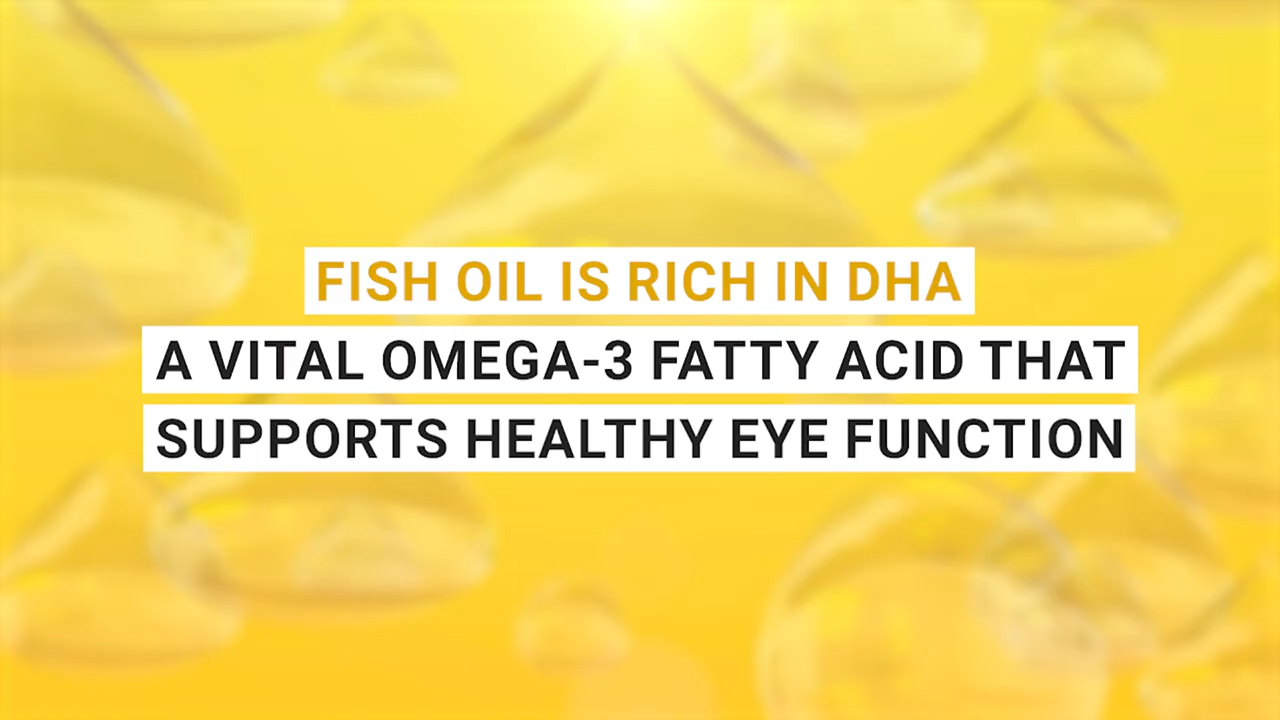 FISH OIL IS RICH IN DHA
A VITAL OMEGA-3 FATTY ACID THAT
SUPPORTS HEALTHY EYE FUNCTION